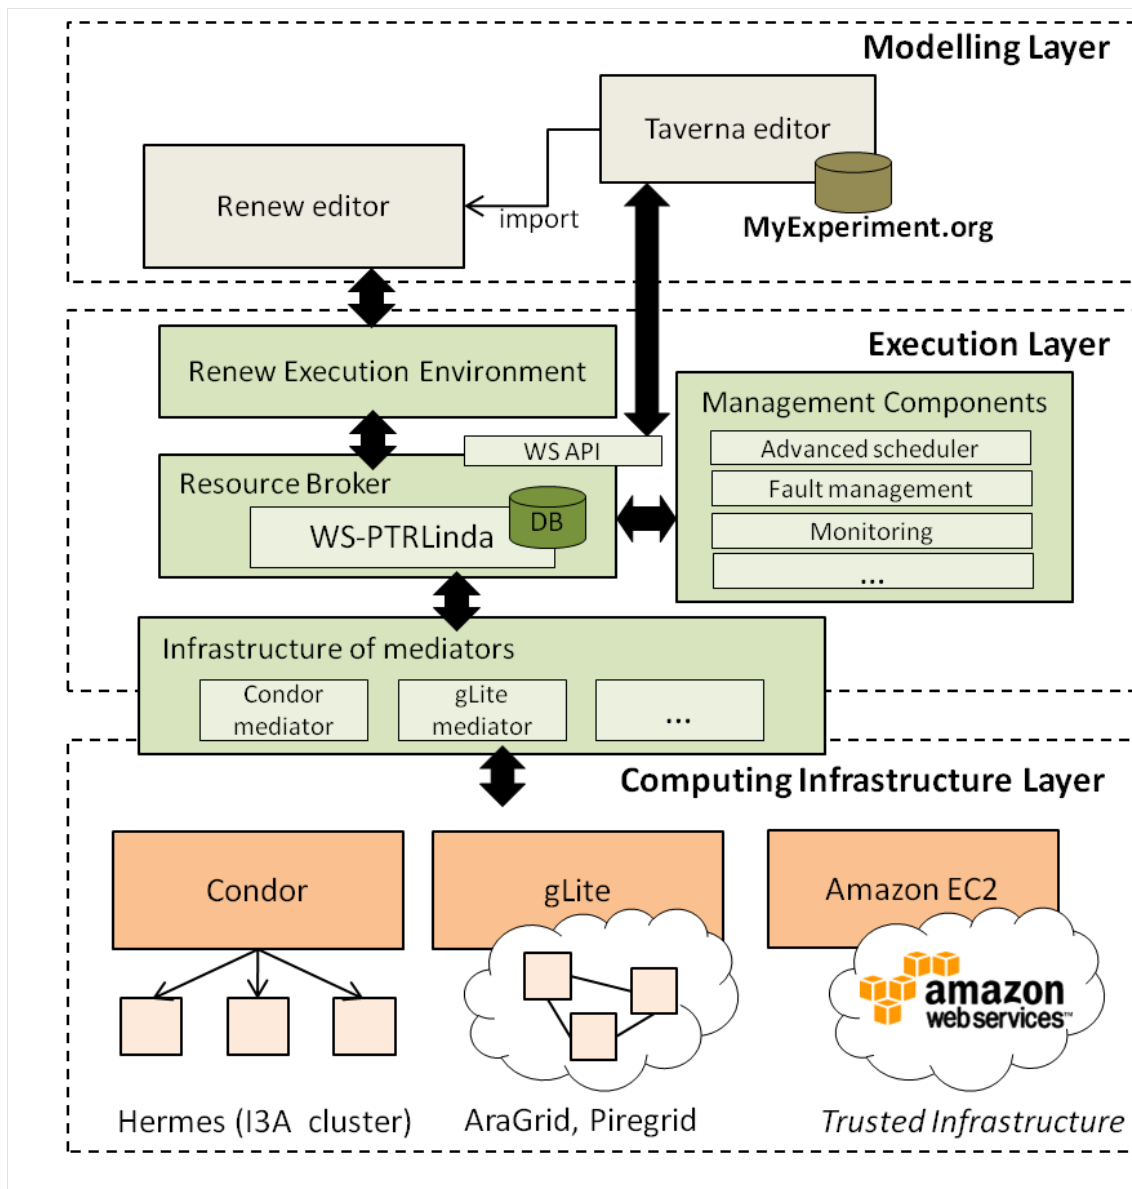 Modelling Layer
Taverna editor
Renew editor
import
MyExperiment.org
Execution Layer
Renew Execution Environment
Management Components
WS API
Advanced scheduler
Resource Broker
Fault management
DB
WS-PTRLinda
Monitoring
...
Infrastructure of mediators
Condor
mediator
gLite
mediator
...
Computing Infrastructure Layer
Condor
gLite
Amazon EC2
amazon
web services™
Hermes (I3A cluster)
AraGrid, Piregrid
Trusted Infrastructure